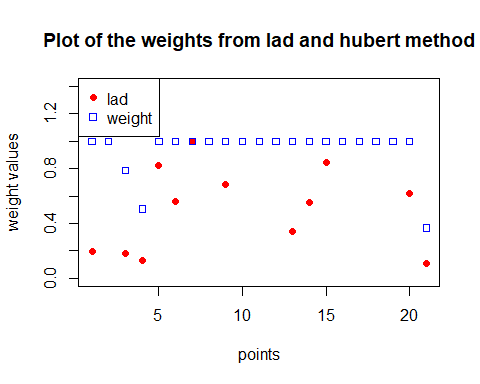 Plot of the weights from lad and hubert method
lad
weight
weight values
0.0
0.4
0.8
1.2
5
10
15
20
points